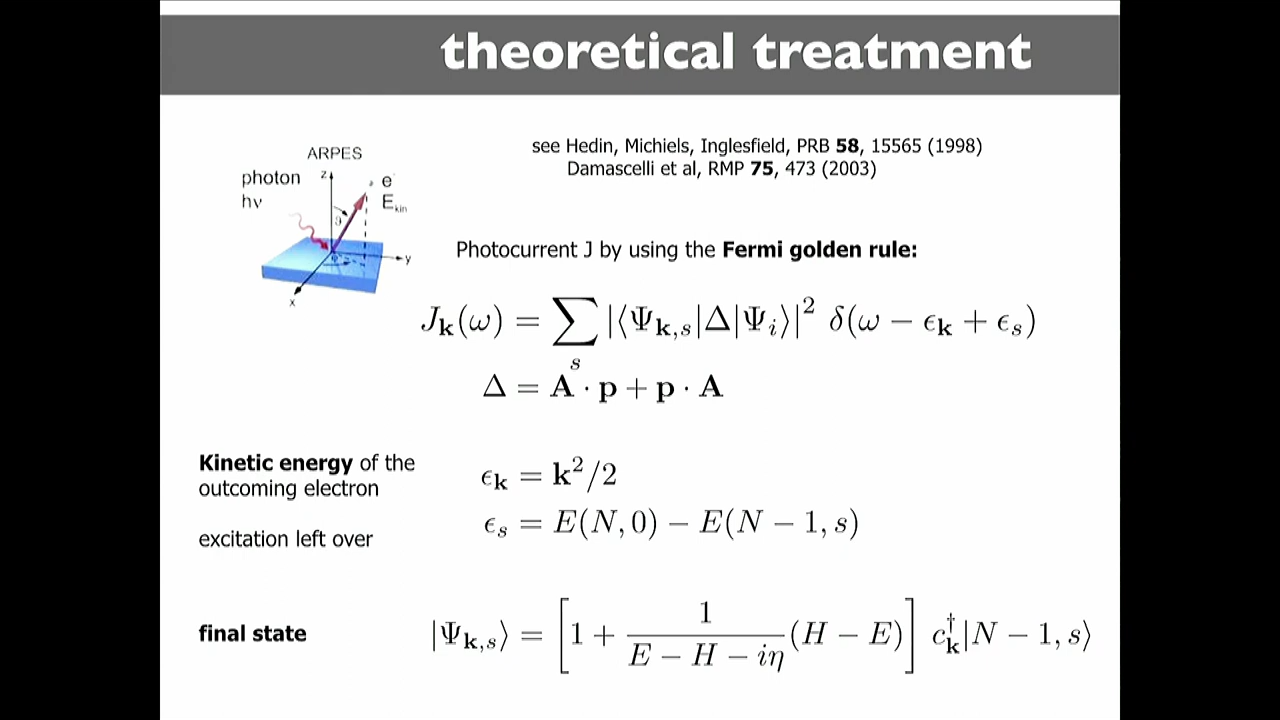 theoretical treatment
see Hedin, Michiels, Inglesfield, PRB 58, 15565 (1998)
Damascelli et al, RMP 75, 473 (2003)
ARPES
photon
hν
z
e⁻
E_kin
ϑ
φ
y
x
Photocurrent J by using the Fermi golden rule:
J_k(ω) = ∑_s |⟨Ψ_{k,s}|Δ|Ψ_i⟩|² δ(ω − ϵ_k + ϵ_s)
Δ = A · p + p · A
Kinetic energy of the
outcoming electron
ϵ_k = k²/2
excitation left over
ϵ_s = E(N, 0) − E(N − 1, s)
final state
|Ψ_{k,s}⟩ = [1 + 1/(E − H − iη) (H − E)] c_k^† |N − 1, s⟩